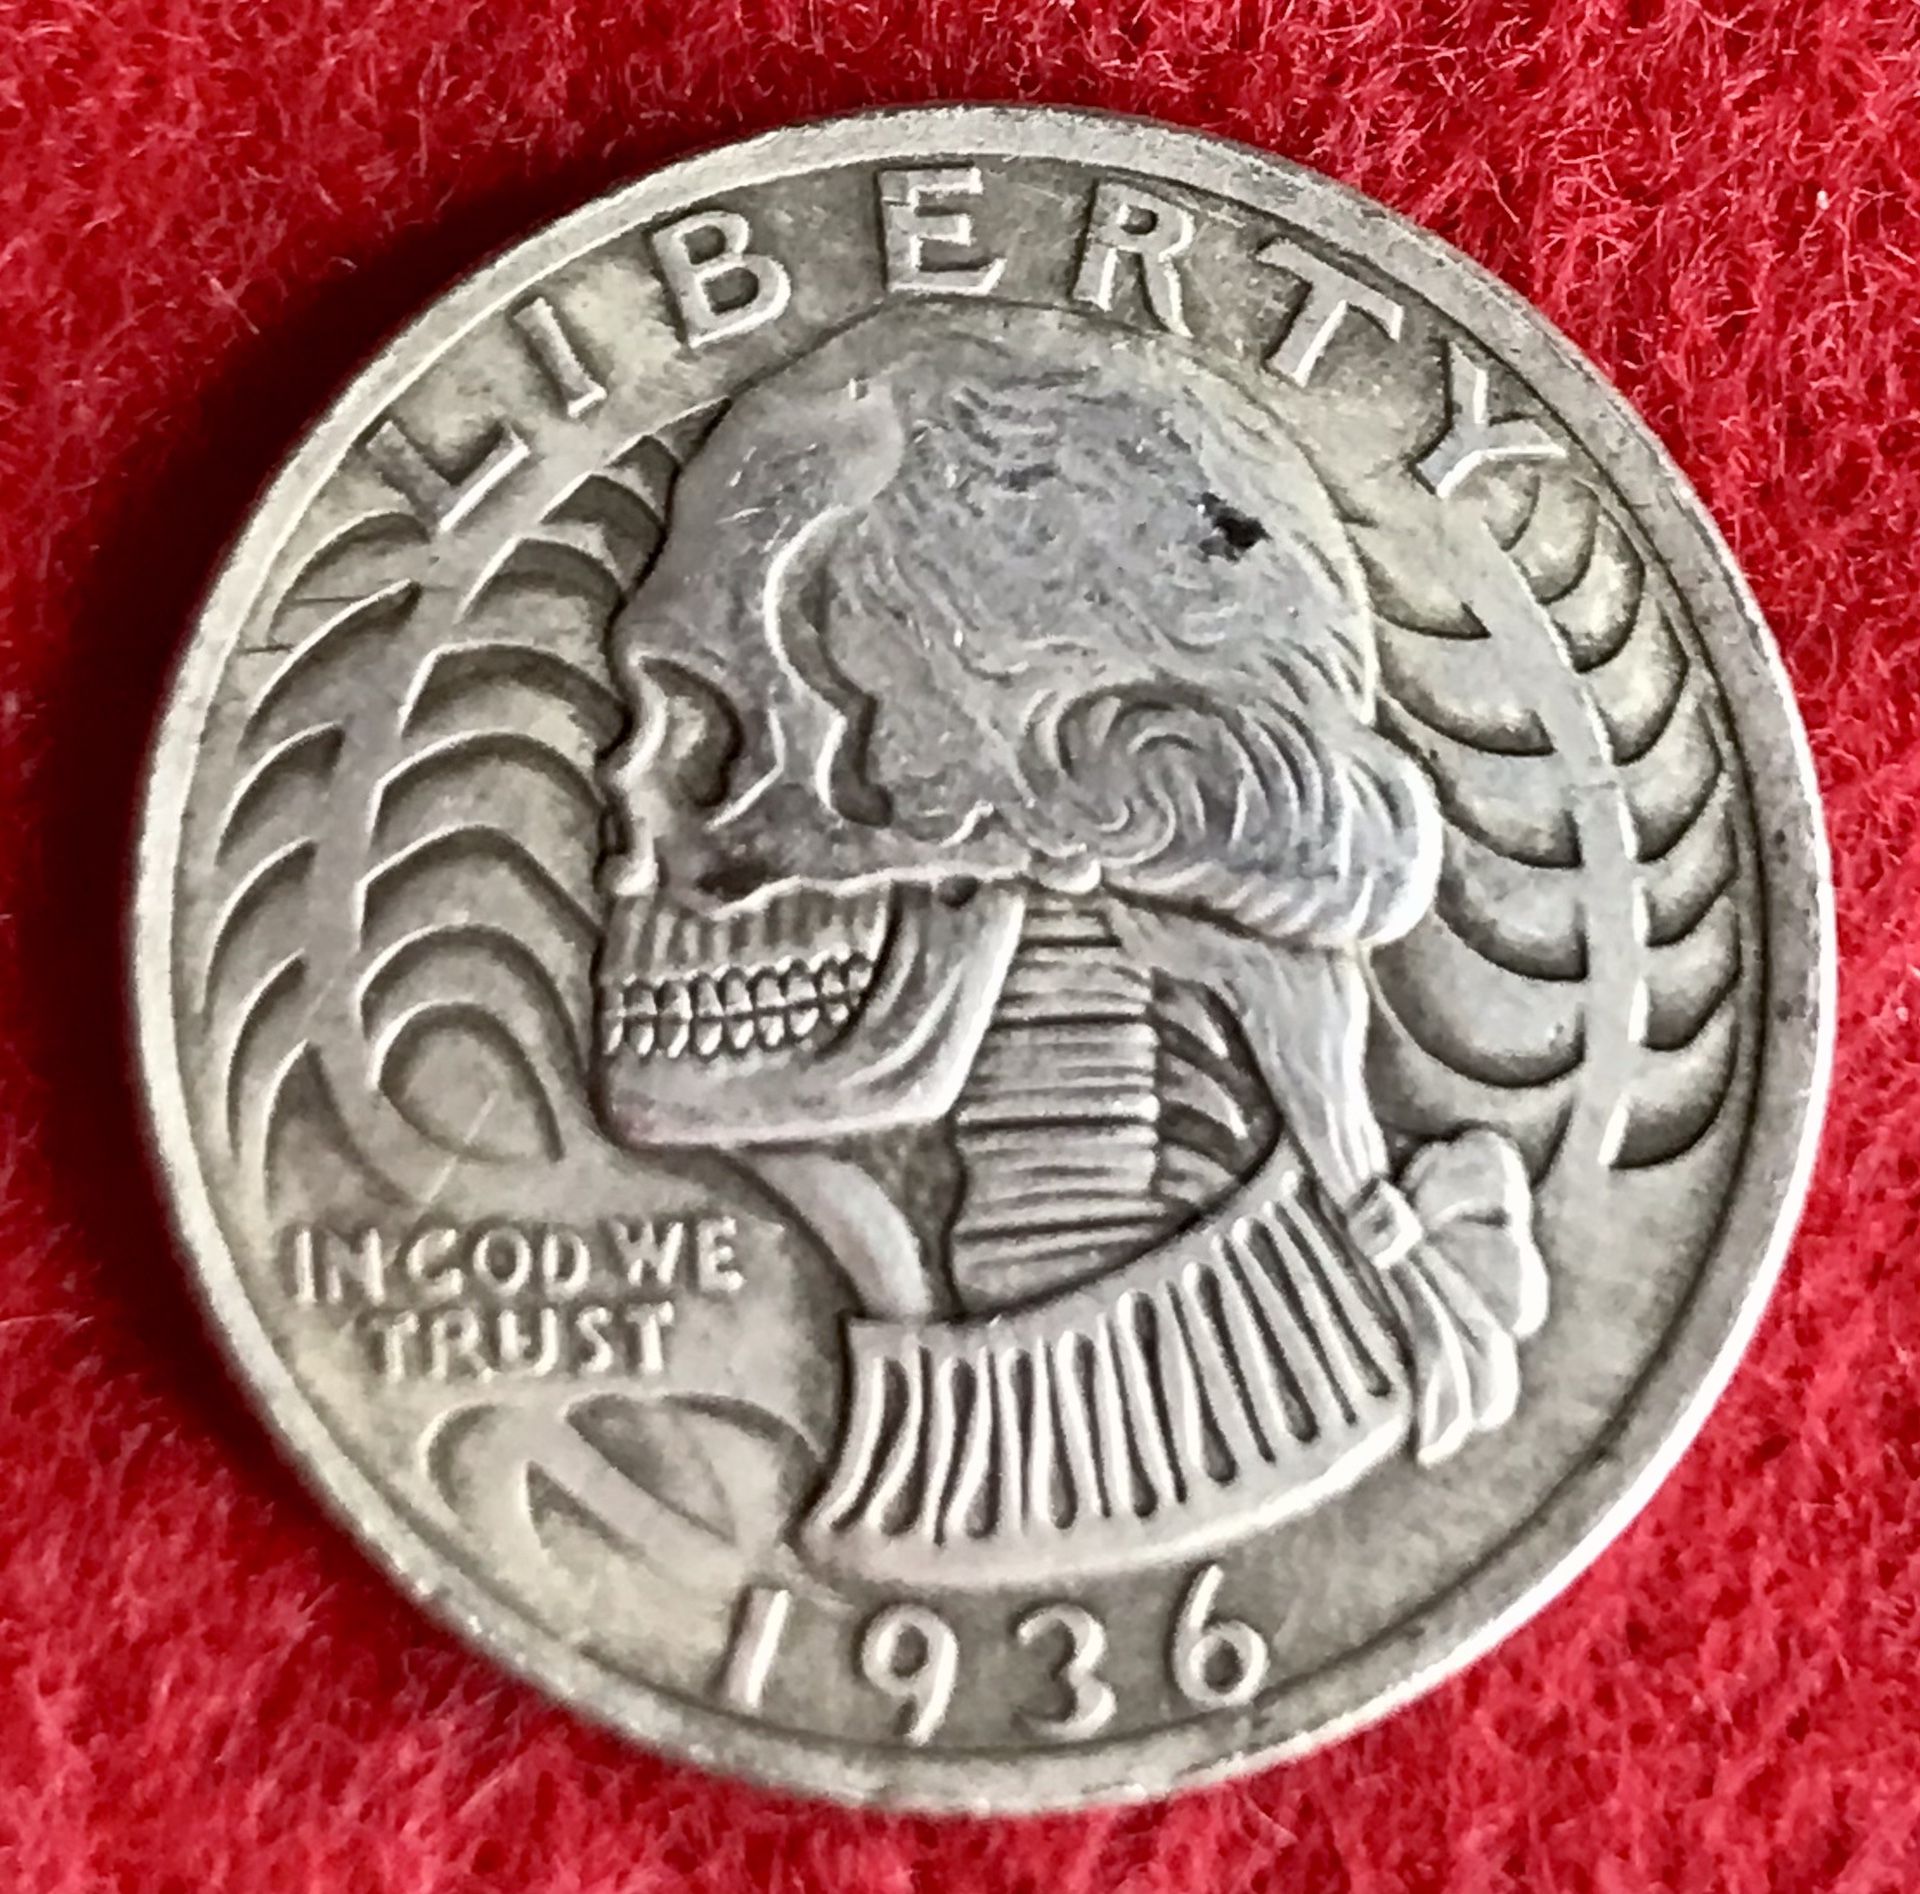 LIBERTY
IN GOD WE
TRUST
1936